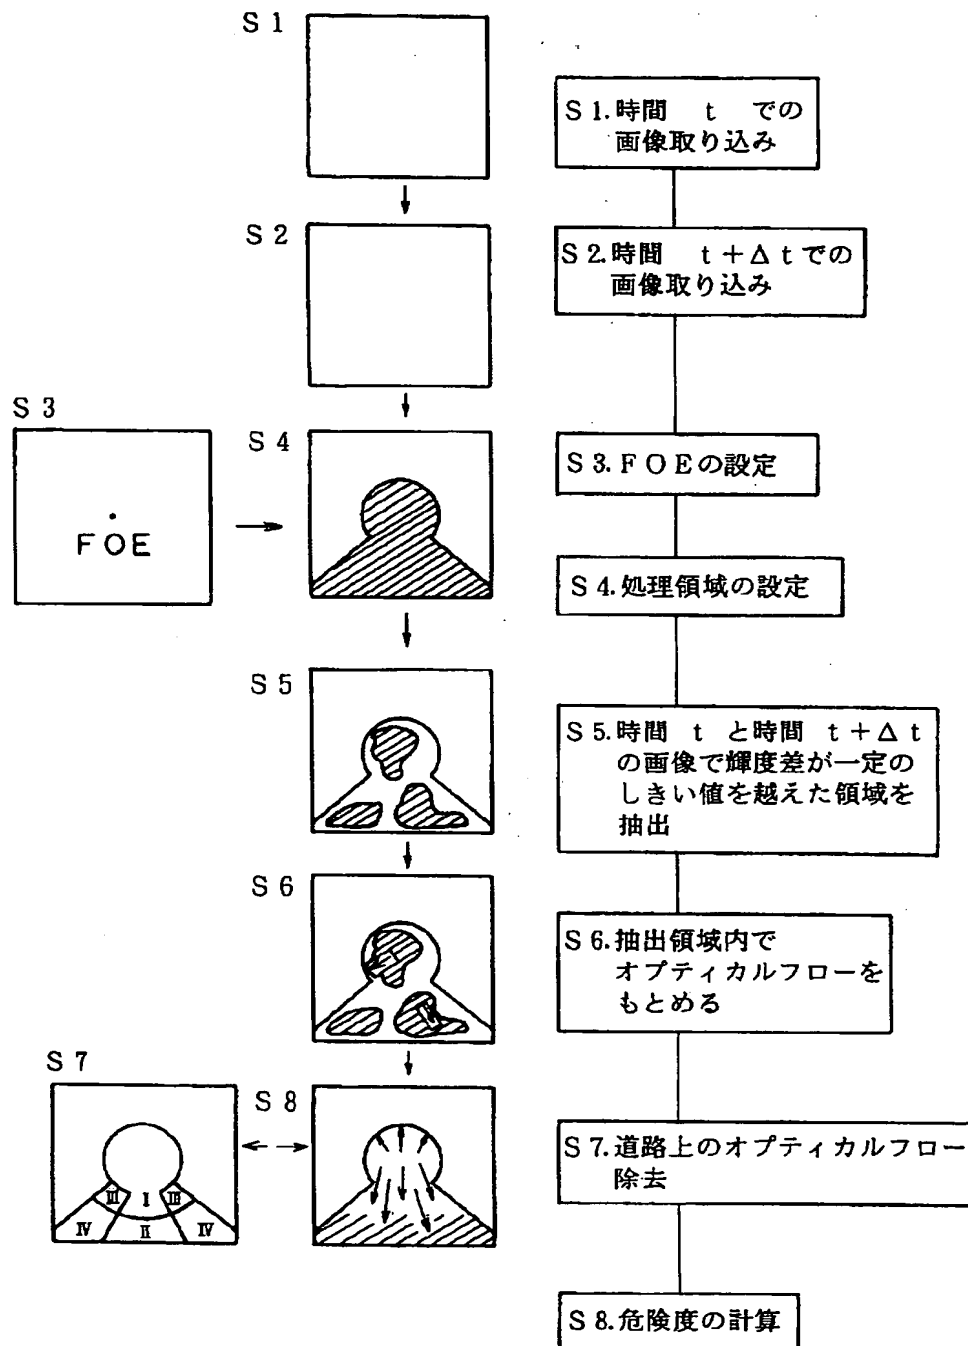 S 1
S 1.時間 t での
画像取り込み
S 2
S 2.時間 t+Δtでの
画像取り込み
S 3
FOE
S 4
S 3.FOEの設定
S 4.処理領域の設定
S 5
S 5.時間 t と時間 t+Δt
の画像で輝度差が一定の
しきい値を越えた領域を
抽出
S 6
S 6.抽出領域内で
オプティカルフローを
もとめる
S 7
III I III
IV II IV
S 8
S 7.道路上のオプティカルフロー
除去
S 8.危険度の計算